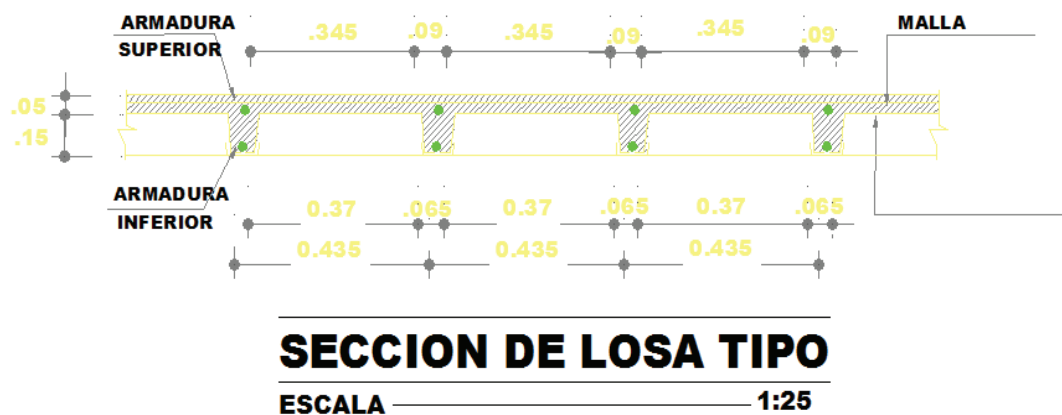 ARMADURA
SUPERIOR
.345 .09 .345 .09 .345 .09
MALLA
.05
.15
ARMADURA
INFERIOR
0.37 .065 0.37 .065 0.37 .065
0.435 0.435 0.435
SECCION DE LOSA TIPO
ESCALA 1:25